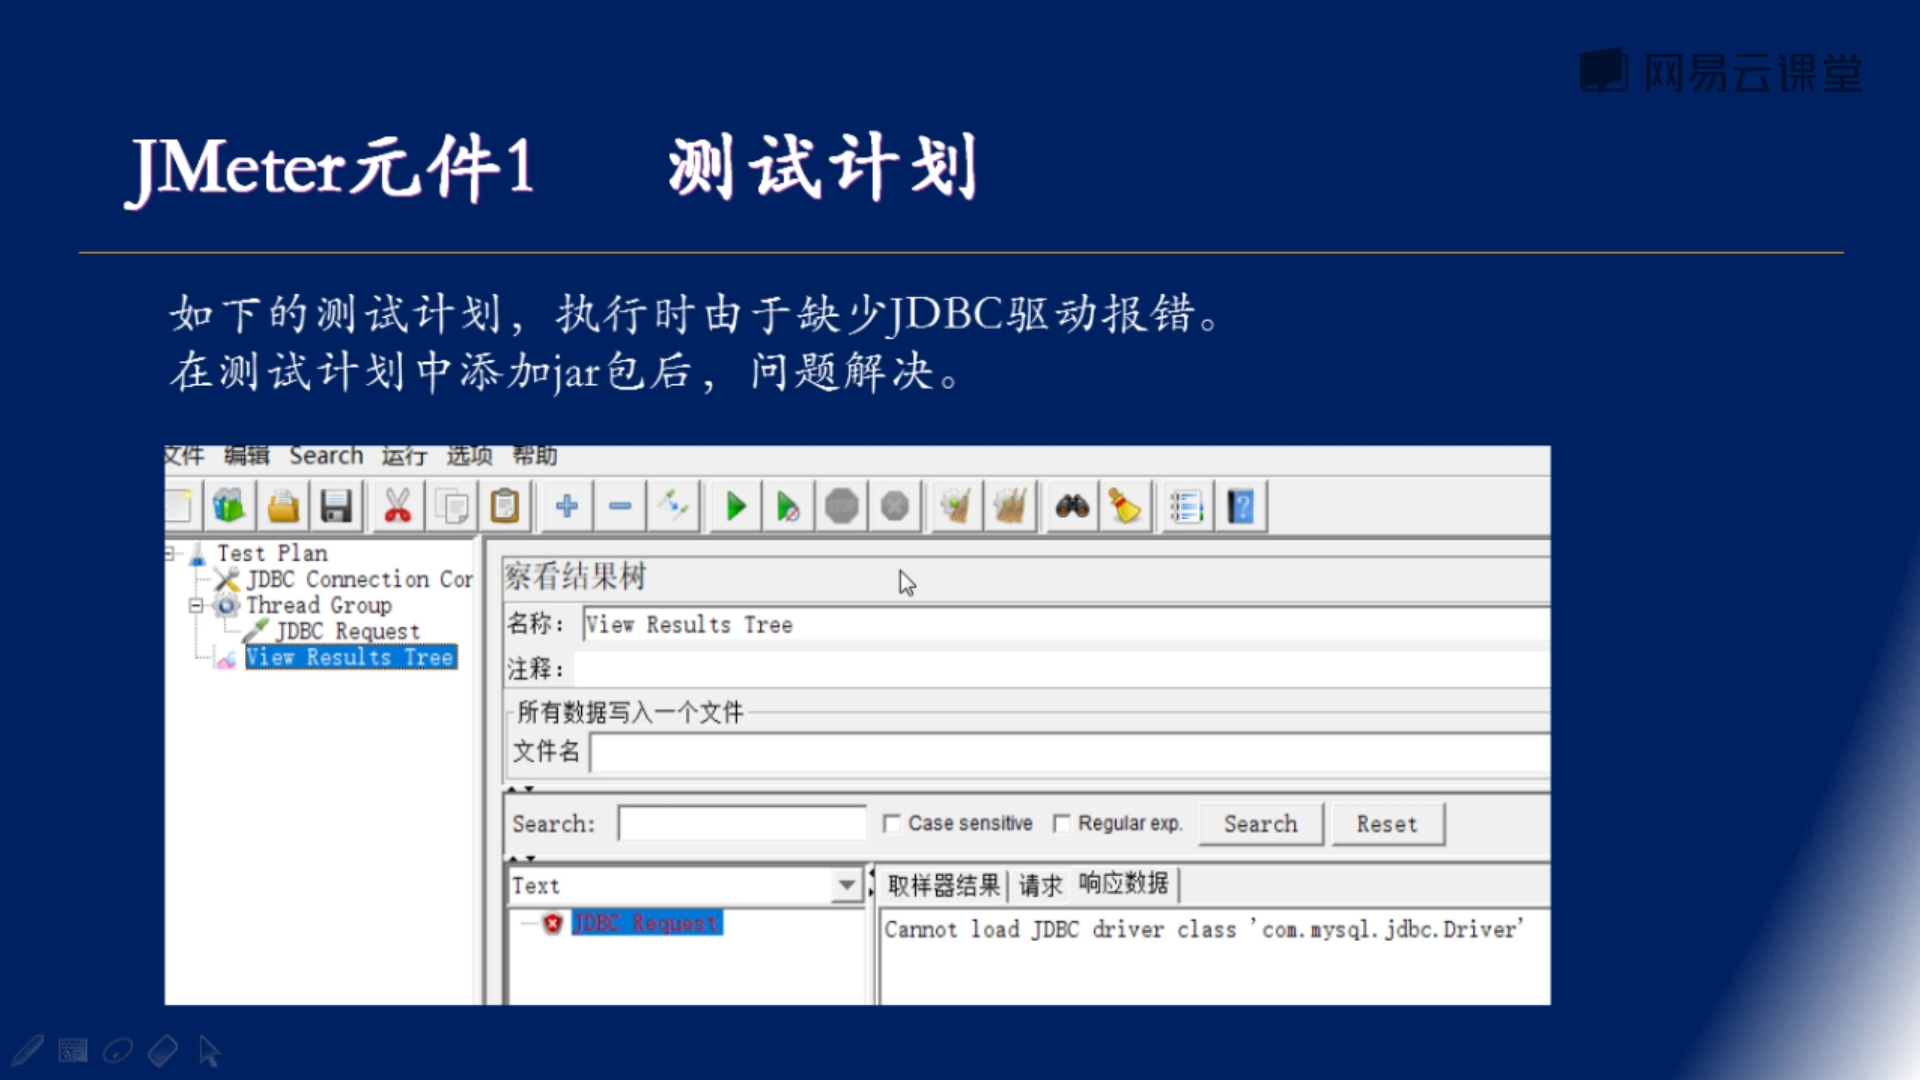 网易云课堂
JMeter元件1 测试计划
如下的测试计划，执行时由于缺少JDBC驱动报错。
在测试计划中添加jar包后，问题解决。
文件 编辑 Search 运行 选项 帮助
STOP
Test Plan
JDBC Connection Con
Thread Group
JDBC Request
View Results Tree
察看结果树
名称： View Results Tree
注释：
所有数据写入一个文件
文件名
Search: Case sensitive Regular exp. Search Reset
Text 取样器结果 请求 响应数据
JDBC Request
Cannot load JDBC driver class 'com.mysql.jdbc.Driver'